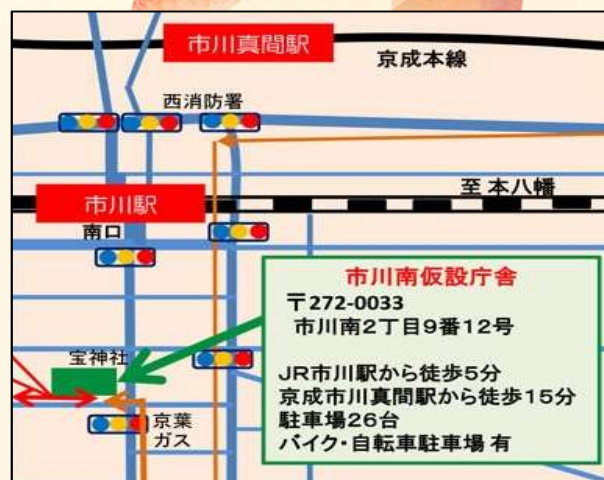 市川真間駅
京成本線
西消防署
至 本八幡
市川駅
南口
市川南仮設庁舎
〒272-0033
市川南2丁目9番12号
JR市川駅から徒歩5分
京成市川真間駅から徒歩15分
駐車場26台
バイク・自転車駐車場 有
宝神社
京葉
ガス